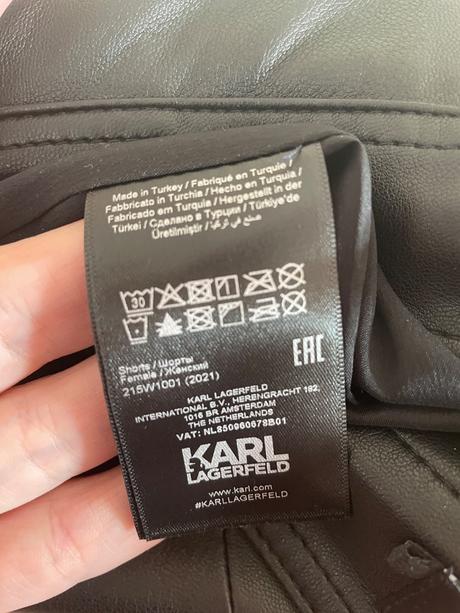 Made in Turkey / Fabriqué en Turquie /
Fabbricato in Turchia / Hecho en Turquía /
Fabricado em Turquia / Hergestellt in der
Türkei / Сделано в Турции / Türkiye'de
Üretilmiştir / صنع في تركيا
30
Shorts / Шорты
Female / Женский
215W1001 (2021)
EAC
KARL LAGERFELD
INTERNATIONAL B.V., HERENGRACHT 182,
1016 BR AMSTERDAM
THE NETHERLANDS
VAT: NL850960678B01
KARL
LAGERFELD
www.karl.com
#KARLLAGERFELD